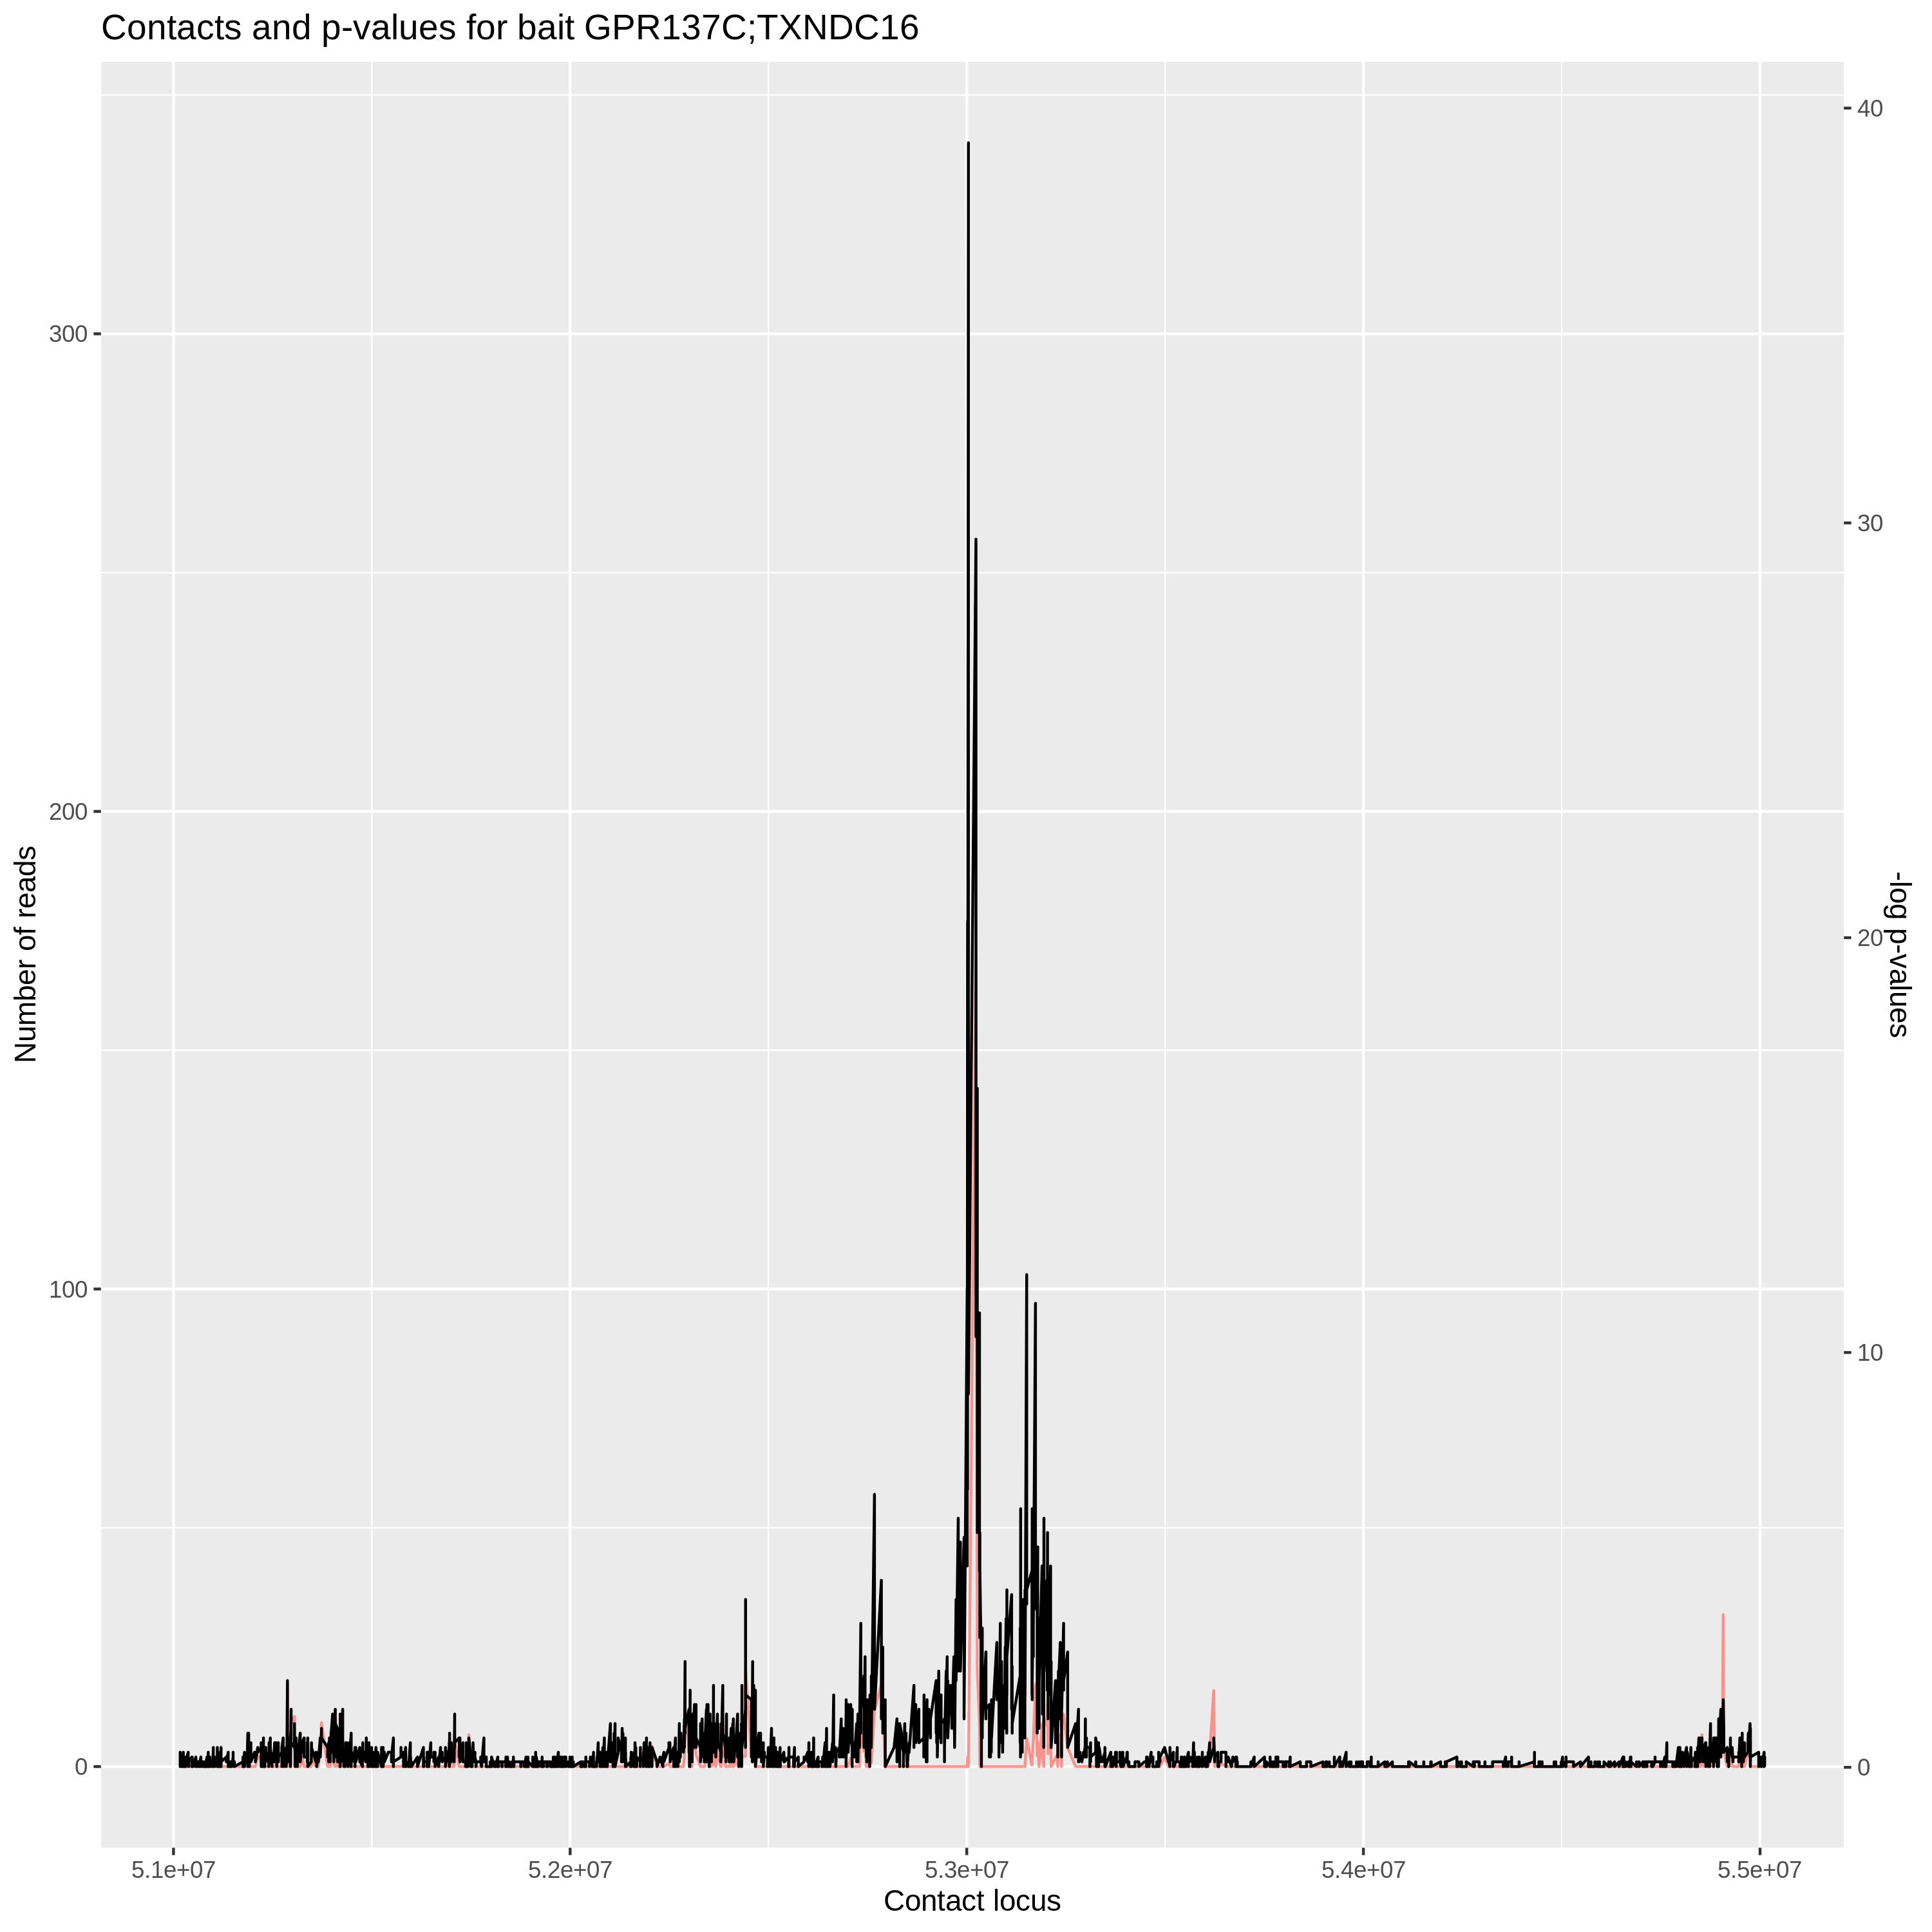 Contacts and p-values for bait GPR137C;TXNDC16
40
300
30
200
20
100
10
0
0
Number of reads
-log p-values
5.1e+07
5.2e+07
5.3e+07
5.4e+07
5.5e+07
Contact locus